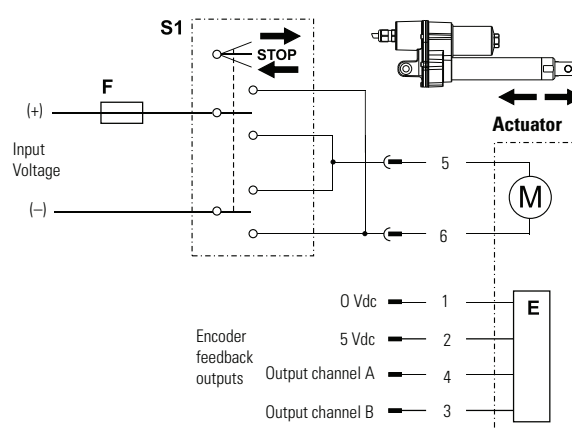 S1
STOP
F
(+)
Input
Voltage
(–)
Actuator
5
M
6
Encoder
feedback
outputs
0 Vdc
1
E
5 Vdc
2
Output channel A
4
Output channel B
3